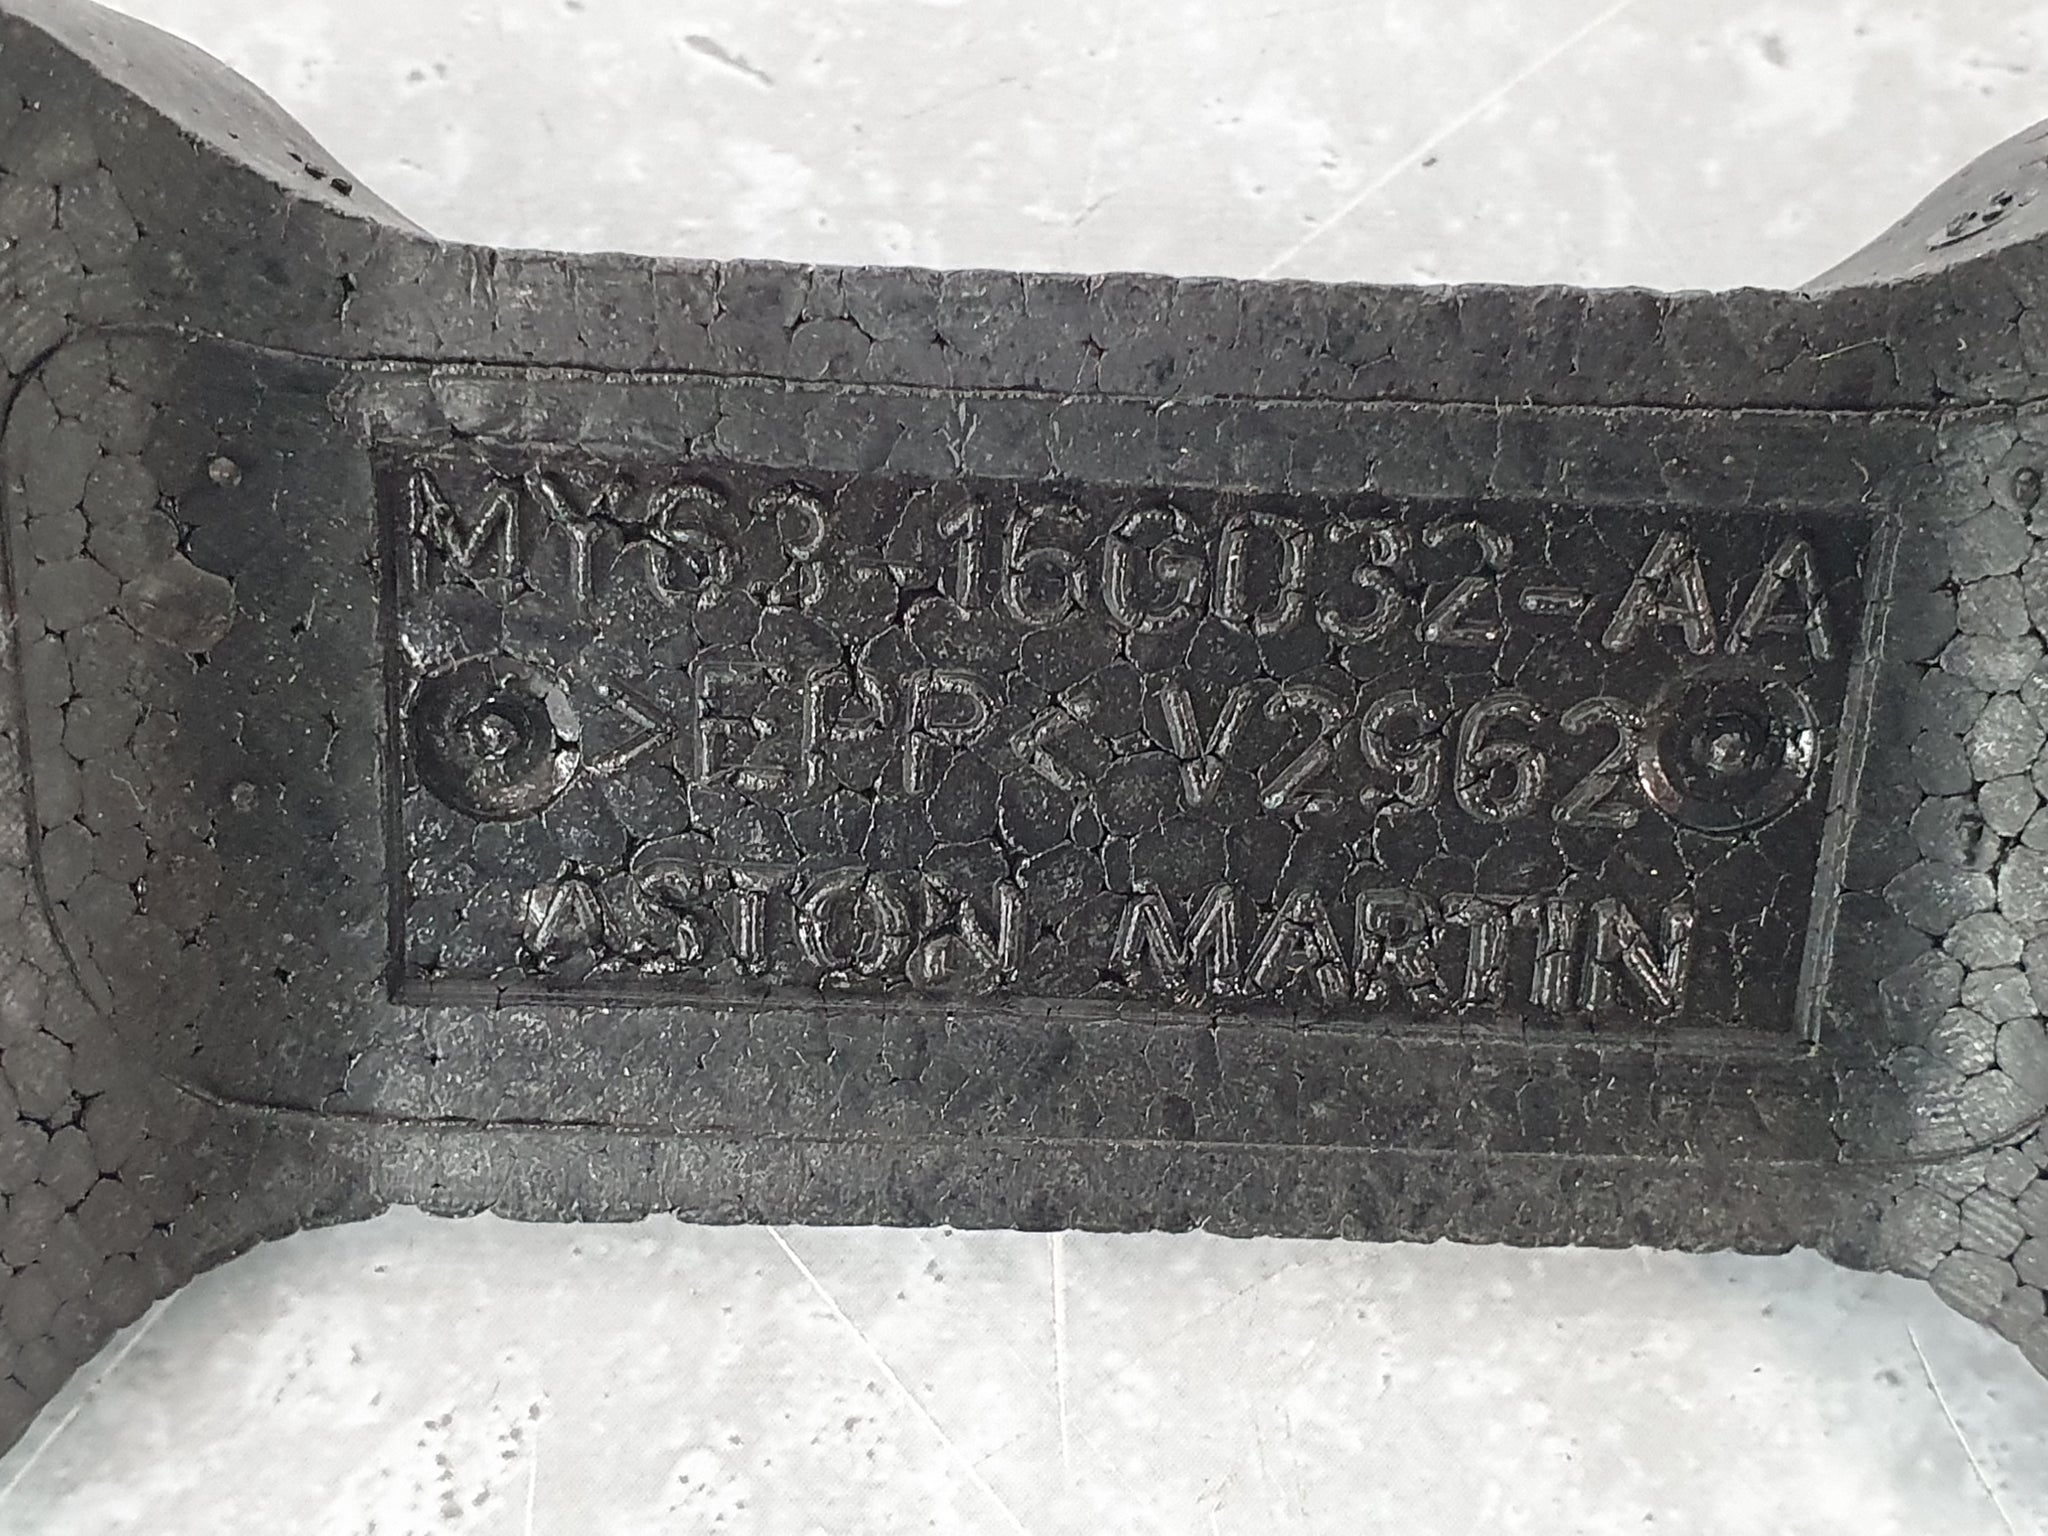 MY63-16GD32-AA
>EPP< V2962
ASTON MARTIN